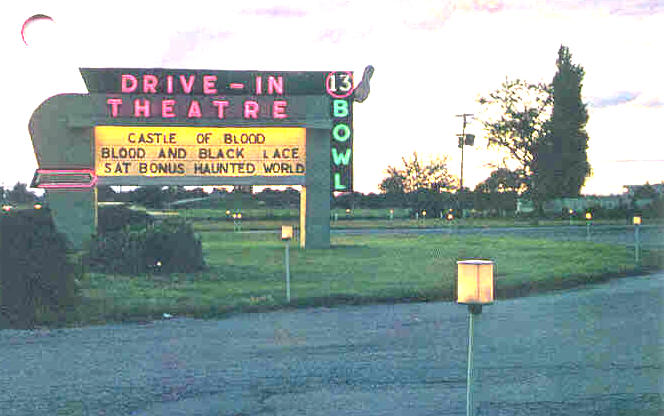 DRIVE-IN
THEATRE
13
BOWL
CASTLE OF BLOOD
BLOOD AND BLACK LACE
SAT BONUS HAUNTED WORLD